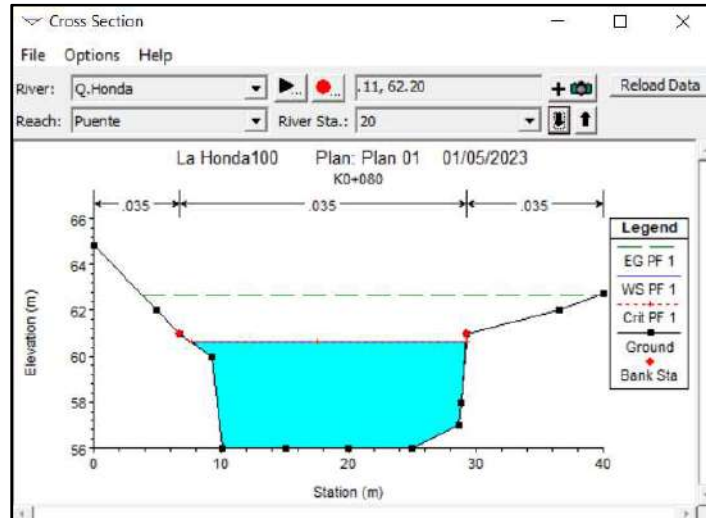 Cross Section
File Options Help
River: Q.Honda .11, 62.20 Reload Data
Reach: Puente River Sta.: 20
La Honda100 Plan: Plan 01 01/05/2023
K0+080
.035 .035 .035
Legend
EG PF 1
WS PF 1
Crit PF 1
Ground
Bank Sta
Elevation (m)
66
64
62
60
58
56
0 10 20 30 40
Station (m)